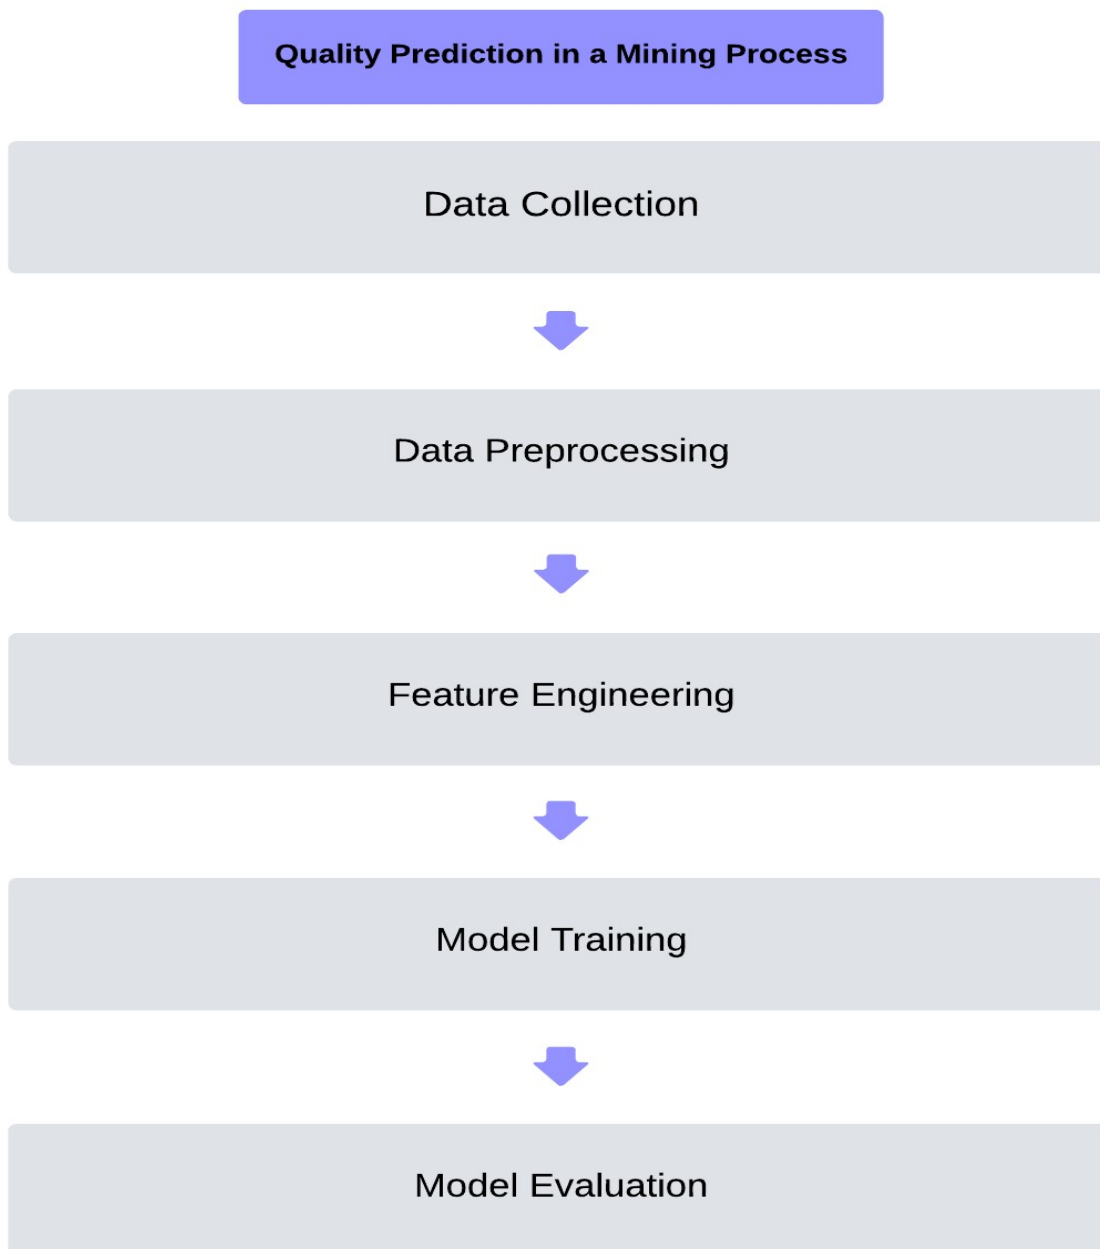 Quality Prediction in a Mining Process
Data Collection
Data Preprocessing
Feature Engineering
Model Training
Model Evaluation